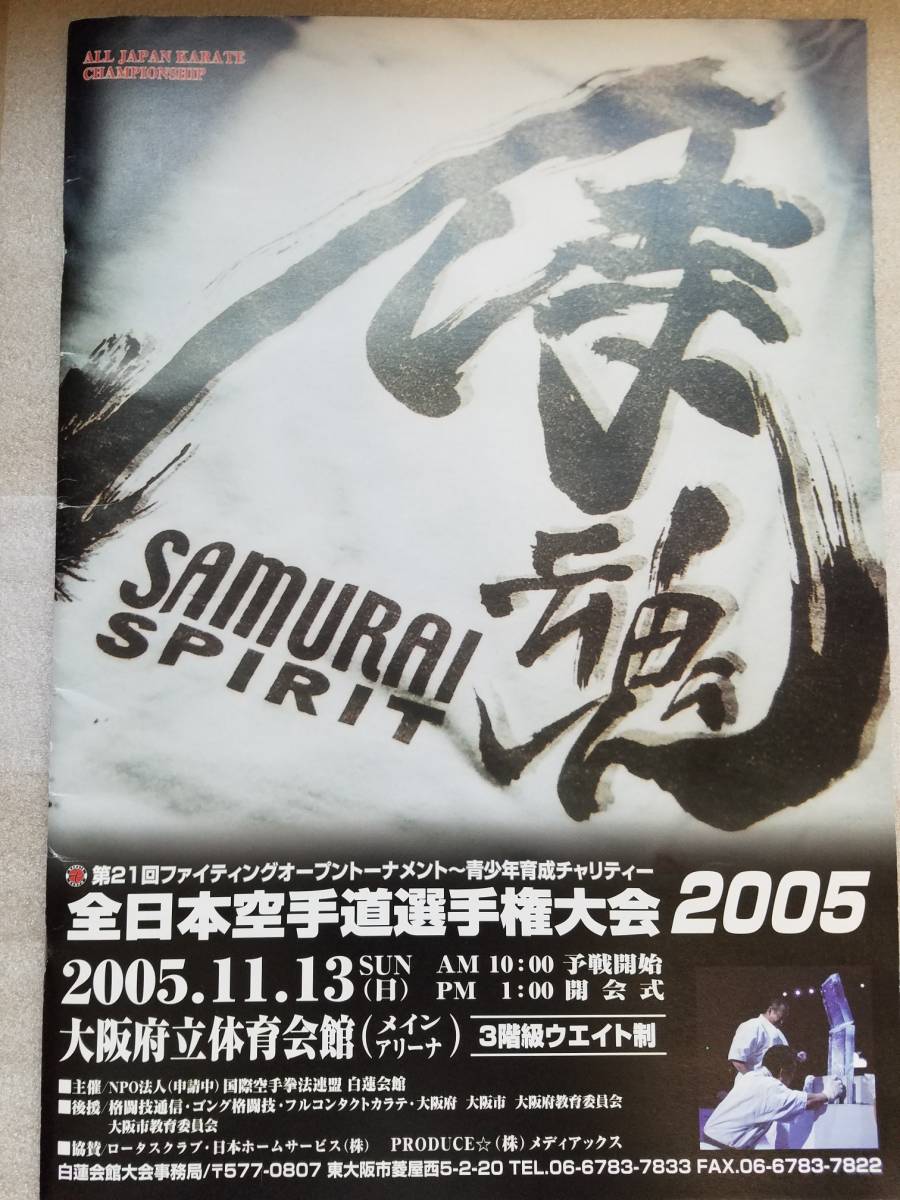 ALL JAPAN KARATE
CHAMPIONSHIP
侍
魂
SAMURAI
SPIRIT
第21回ファイティングオープントーナメント～青少年育成チャリティー
全日本空手道選手権大会 2005
2005.11.13 SUN (日) AM 10:00 予戦開始
PM 1:00 開会式
大阪府立体育会館(メインアリーナ) 3階級ウエイト制
■主催/NPO法人(申請中)国際空手拳法連盟 白蓮会館
■後援/格闘技通信・ゴング格闘技・フルコンタクトカラテ・大阪府 大阪市 大阪府教育委員会
大阪市教育委員会
■協賛/ロータスクラブ・日本ホームサービス(株) PRODUCE☆(株)メディアックス
白蓮会館大会事務局/〒577-0807 東大阪市菱屋西5-2-20 TEL.06-6783-7833 FAX.06-6783-7822